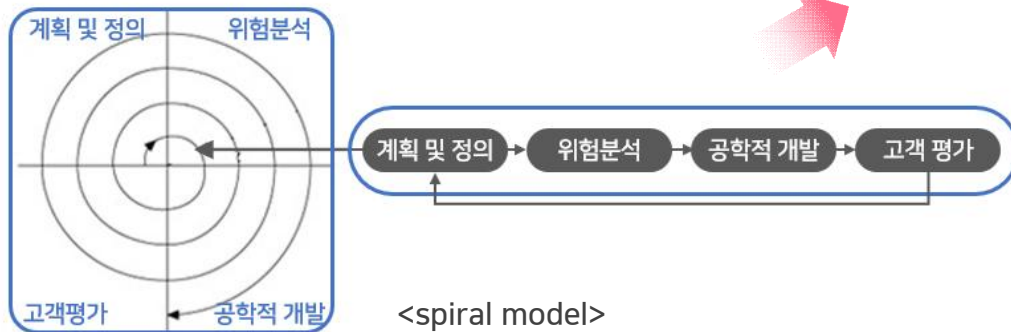 계획 및 정의 위험분석
계획 및 정의 위험분석 공학적 개발 고객 평가
고객평가 공학적 개발
<spiral model>